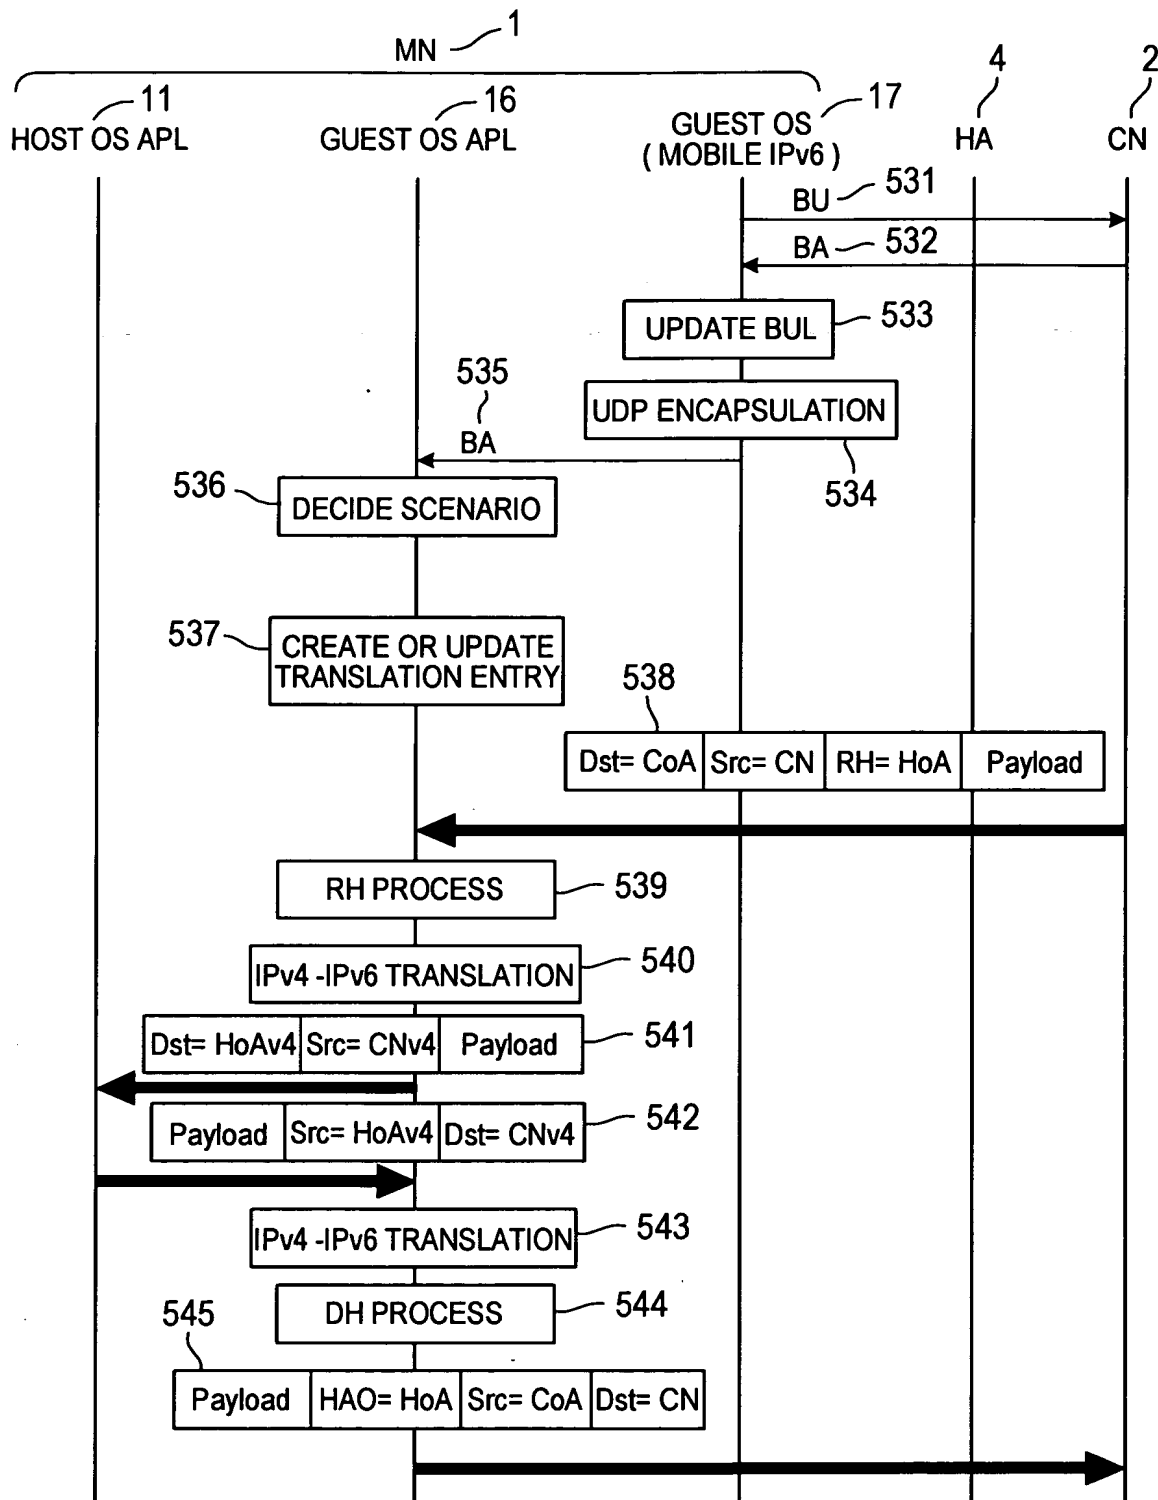 MN 1
HOST OS APL 11
GUEST OS APL 16
GUEST OS 17
( MOBILE IPv6 )
HA 4
CN 2
BU 531
BA 532
UPDATE BUL 533
UDP ENCAPSULATION
534
535
BA
536 DECIDE SCENARIO
537 CREATE OR UPDATE
TRANSLATION ENTRY
538
Dst= CoA Src= CN RH= HoA Payload
RH PROCESS 539
IPv4 -IPv6 TRANSLATION 540
Dst= HoAv4 Src= CNv4 Payload 541
Payload Src= HoAv4 Dst= CNv4 542
IPv4 -IPv6 TRANSLATION 543
DH PROCESS 544
545
Payload HAO= HoA Src= CoA Dst= CN